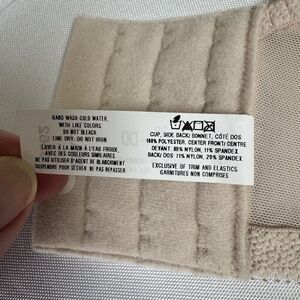 HAND WASH COLD WATER,
WITH LIKE COLORS
DO NOT BLEACH.
LINE DRY-DO NOT IRON
LAVER À LA MAIN À L'EAU FROIDE,
AVEC DES COULEURS SIMILAIRES
NE PAS UTILISER D'AGENT DE BLANCHIMENT.
SUSPENDRE POUR SÉCHER NE PAS REPASSER
CUP, SIDE BACK/ BONNET, CÔTÉ DOS
100% POLYESTER, CENTER FRONT/ CENTRE
DEVANT: 89% NYLON, 11% SPANDEX
BACK/DOS: 71% NYLON, 29% SPANDEX
EXCLUSIVE OF TRIM AND ELASTICS
GARNITURES NON COMPRISES